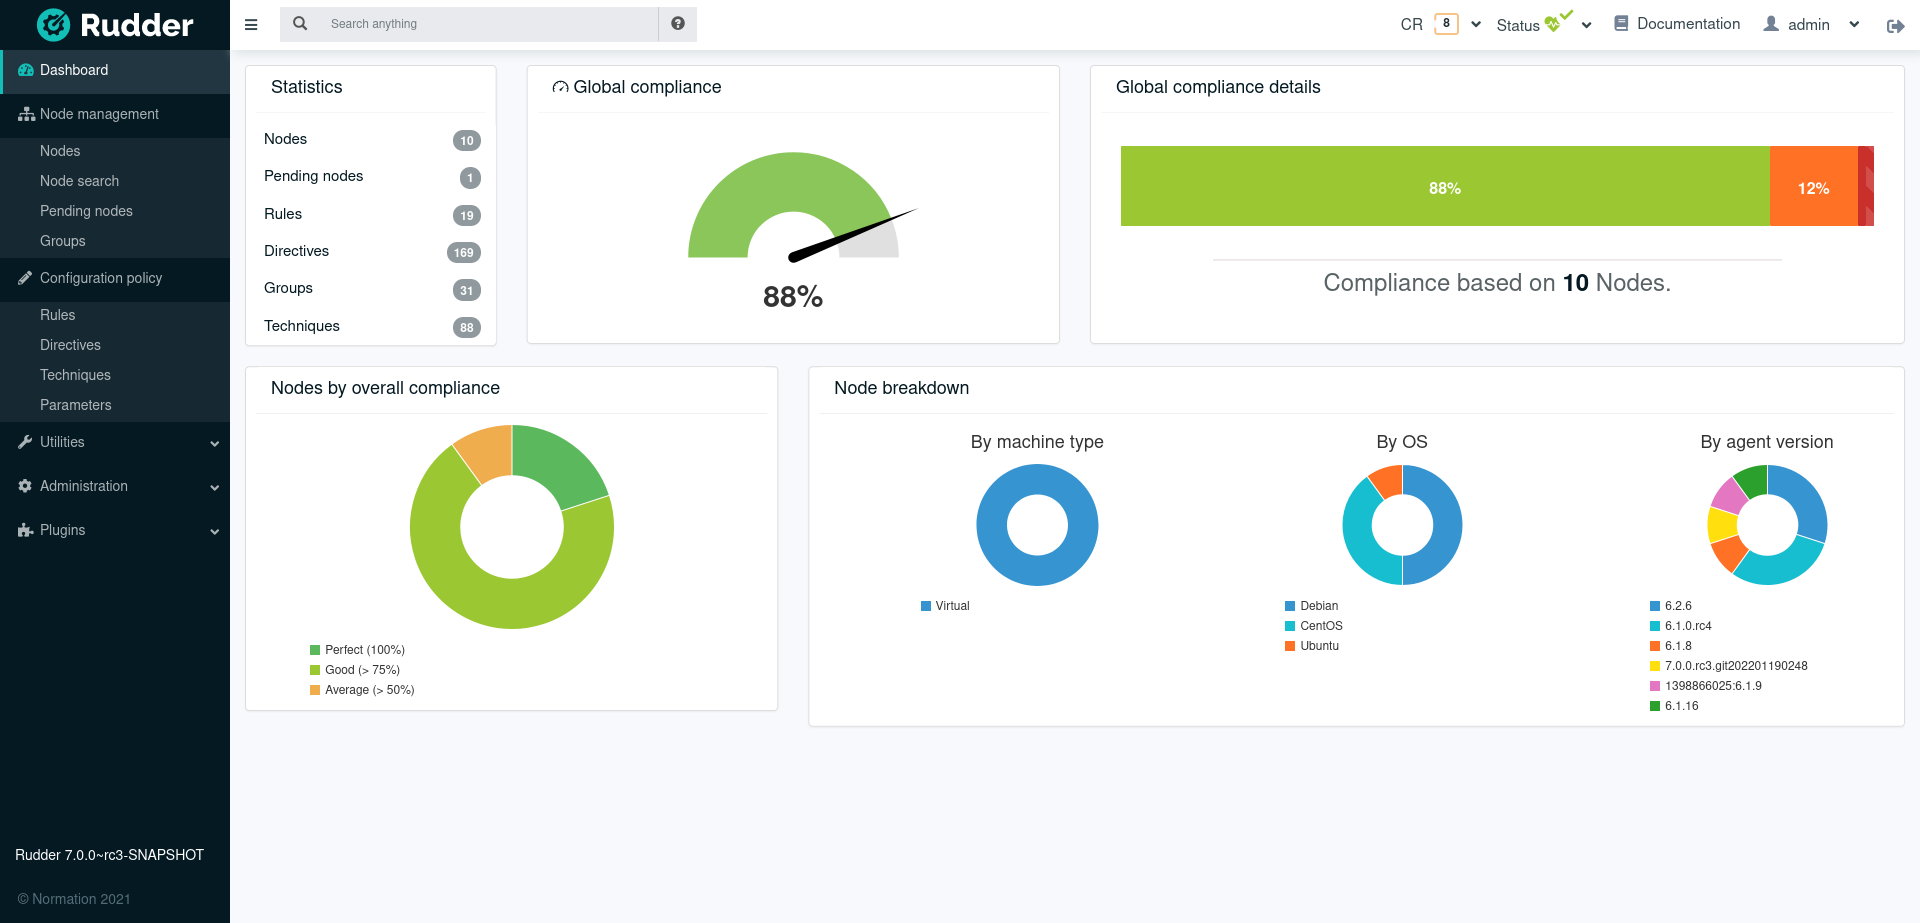 Rudder
Search anything
CR 8
Status
Documentation
admin
Dashboard
Node management
Nodes
Node search
Pending nodes
Groups
Configuration policy
Rules
Directives
Techniques
Parameters
Utilities
Administration
Plugins
Rudder 7.0.0~rc3-SNAPSHOT
© Normation 2021
Statistics
Nodes 10
Pending nodes 1
Rules 19
Directives 169
Groups 31
Techniques 88
Global compliance
88%
Global compliance details
88% 12%
Compliance based on 10 Nodes.
Nodes by overall compliance
Perfect (100%)
Good (> 75%)
Average (> 50%)
Node breakdown
By machine type
Virtual
By OS
Debian
CentOS
Ubuntu
By agent version
6.2.6
6.1.0.rc4
6.1.8
7.0.0.rc3.git202201190248
1398866025:6.1.9
6.1.16